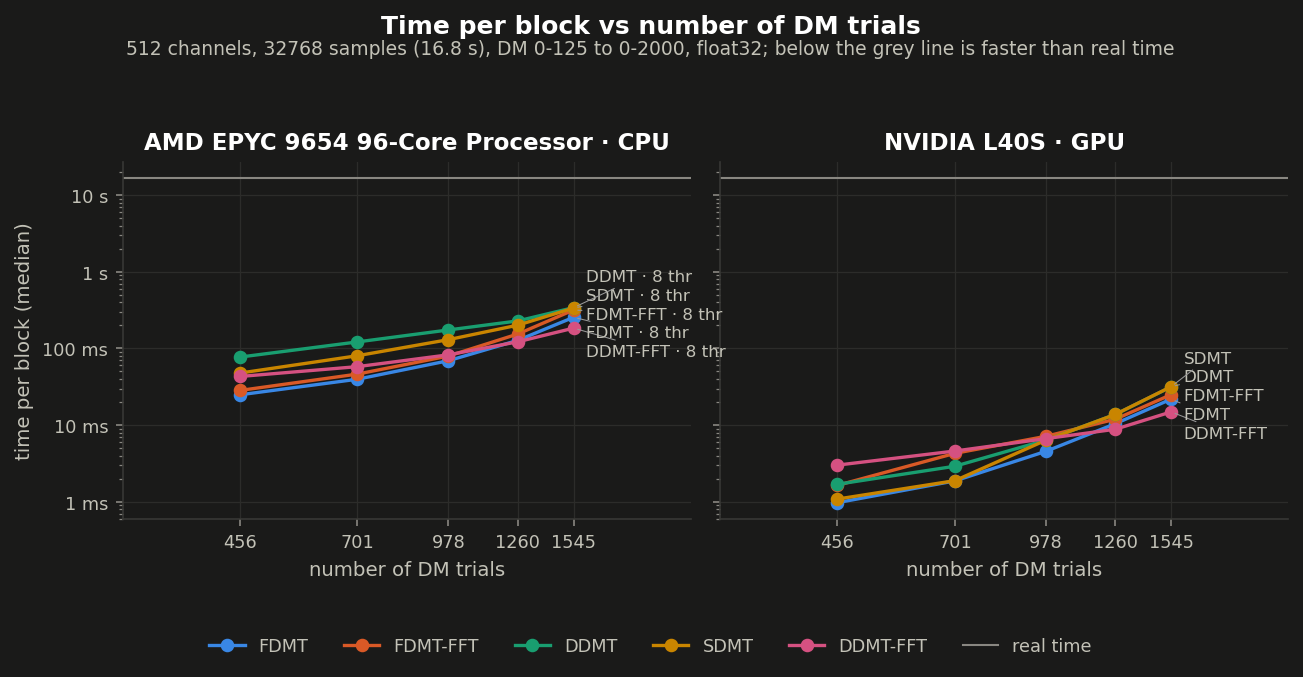 Time per block vs number of DM trials
512 channels, 32768 samples (16.8 s), DM 0-125 to 0-2000, float32; below the grey line is faster than real time
AMD EPYC 9654 96-Core Processor · CPU
time per block (median)
10 s
1 s
100 ms
10 ms
1 ms
DDMT · 8 thr
SDMT · 8 thr
FDMT-FFT · 8 thr
FDMT · 8 thr
DDMT-FFT · 8 thr
456 701 978 1260 1545
number of DM trials
NVIDIA L40S · GPU
SDMT
DDMT
FDMT-FFT
FDMT
DDMT-FFT
456 701 978 1260 1545
number of DM trials
FDMT FDMT-FFT DDMT SDMT DDMT-FFT real time